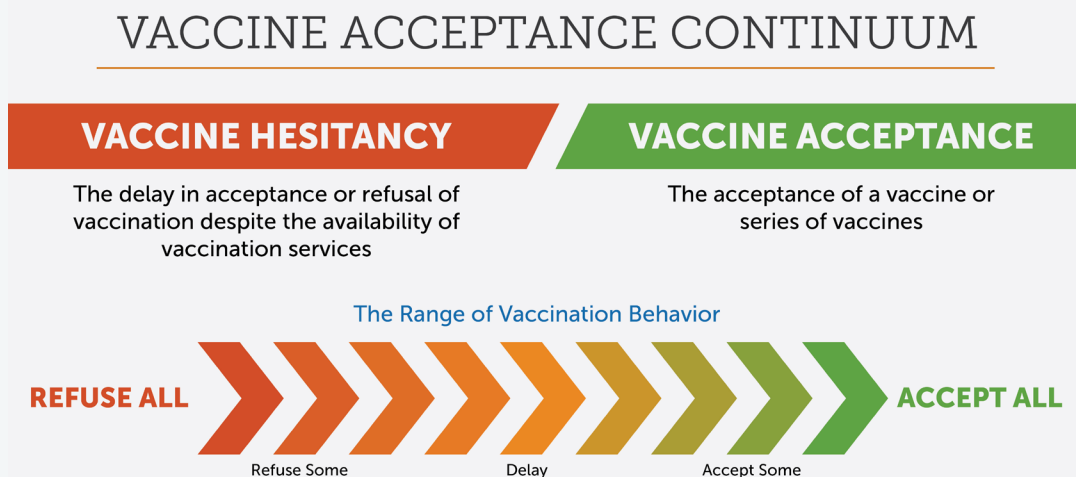 VACCINE ACCEPTANCE CONTINUUM
VACCINE HESITANCY
The delay in acceptance or refusal of
vaccination despite the availability of
vaccination services
VACCINE ACCEPTANCE
The acceptance of a vaccine or
series of vaccines
The Range of Vaccination Behavior
REFUSE ALL
ACCEPT ALL
Refuse Some
Delay
Accept Some